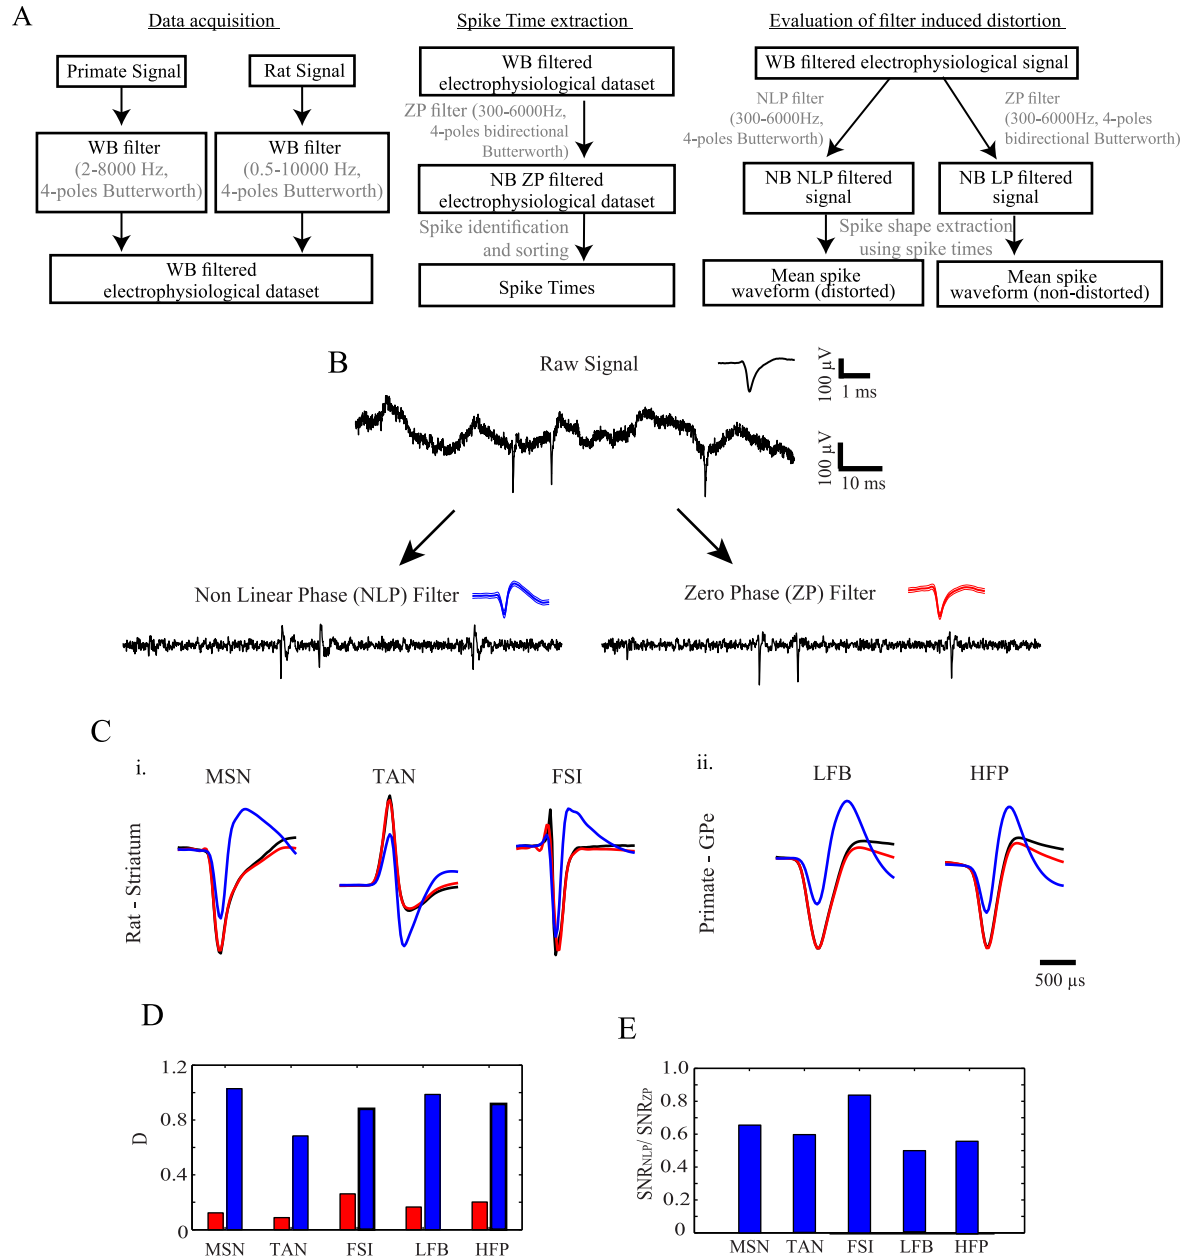 A
Data acquisition
Primate Signal
Rat Signal
WB filter
(2-8000 Hz,
4-poles Butterworth)
WB filter
(0.5-10000 Hz,
4-poles Butterworth)
WB filtered
electrophysiological dataset
Spike Time extraction
WB filtered
electrophysiological dataset
ZP filter (300-6000Hz,
4-poles bidirectional
Butterworth)
NB ZP filtered
electrophysiological dataset
Spike identification
and sorting
Spike Times
Evaluation of filter induced distortion
WB filtered electrophysiological signal
NLP filter
(300-6000Hz,
4-poles Butterworth)
ZP filter
(300-6000Hz, 4-poles
bidirectional Butterworth)
NB NLP filtered
signal
NB LP filtered
signal
Spike shape extraction
using spike times
Mean spike
waveform (distorted)
Mean spike
waveform (non-distorted)
B
Raw Signal
100 µV
1 ms
100 µV
10 ms
Non Linear Phase (NLP) Filter
Zero Phase (ZP) Filter
C
i.
MSN
TAN
FSI
Rat - Striatum
ii.
LFB
HFP
Primate - GPe
500 µs
D
1.2
0.8
0.4
0
D
MSN
TAN
FSI
LFB
HFP
E
1.0
0.8
0.6
0.4
0.2
0
SNRNLP/ SNRZP
MSN
TAN
FSI
LFB
HFP